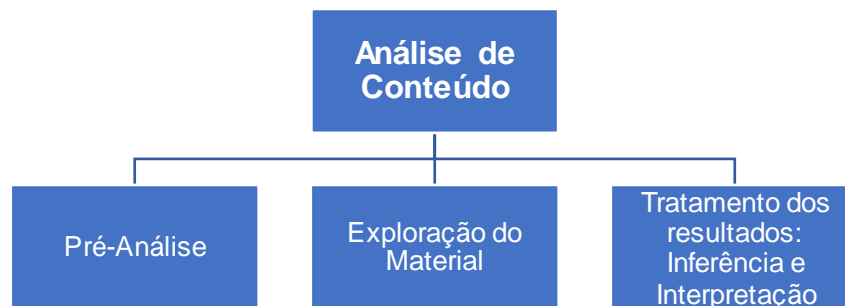 Análise de
Conteúdo
Pré-Análise
Exploração do
Material
Tratamento dos
resultados:
Inferência e
Interpretação